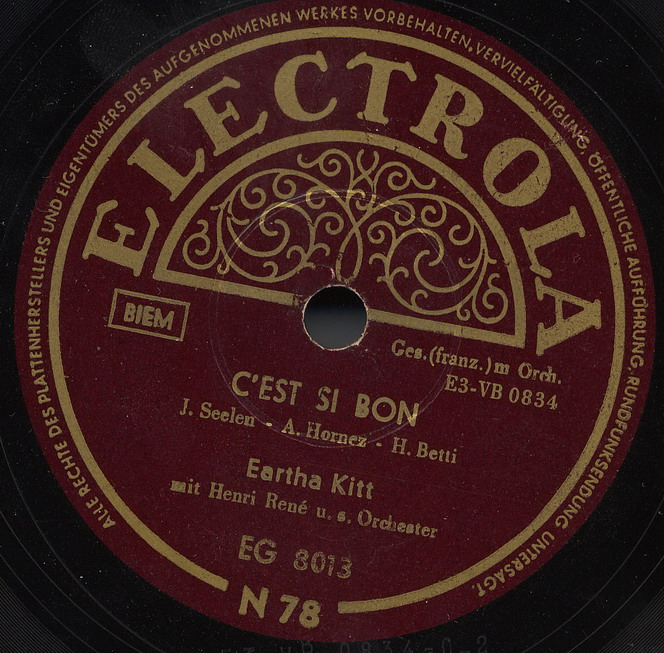 ALLE RECHTE DES PLATTENHERSTELLERS UND EIGENTÜMERS DES AUFGENOMMENEN WERKES VORBEHALTEN, VERVIELFÄLTIGUNG, ÖFFENTLICHE AUFFÜHRUNG, RUNDFUNKSENDUNG UNTERSAGT.
ELECTROLA
BIEM
Ges. (franz.) m Orch.
E3-VB 0834
C'EST SI BON
J. Seelen - A. Hornez - H. Betti
Eartha Kitt
mit Henri René u. s. Orchester
EG 8013
N 78